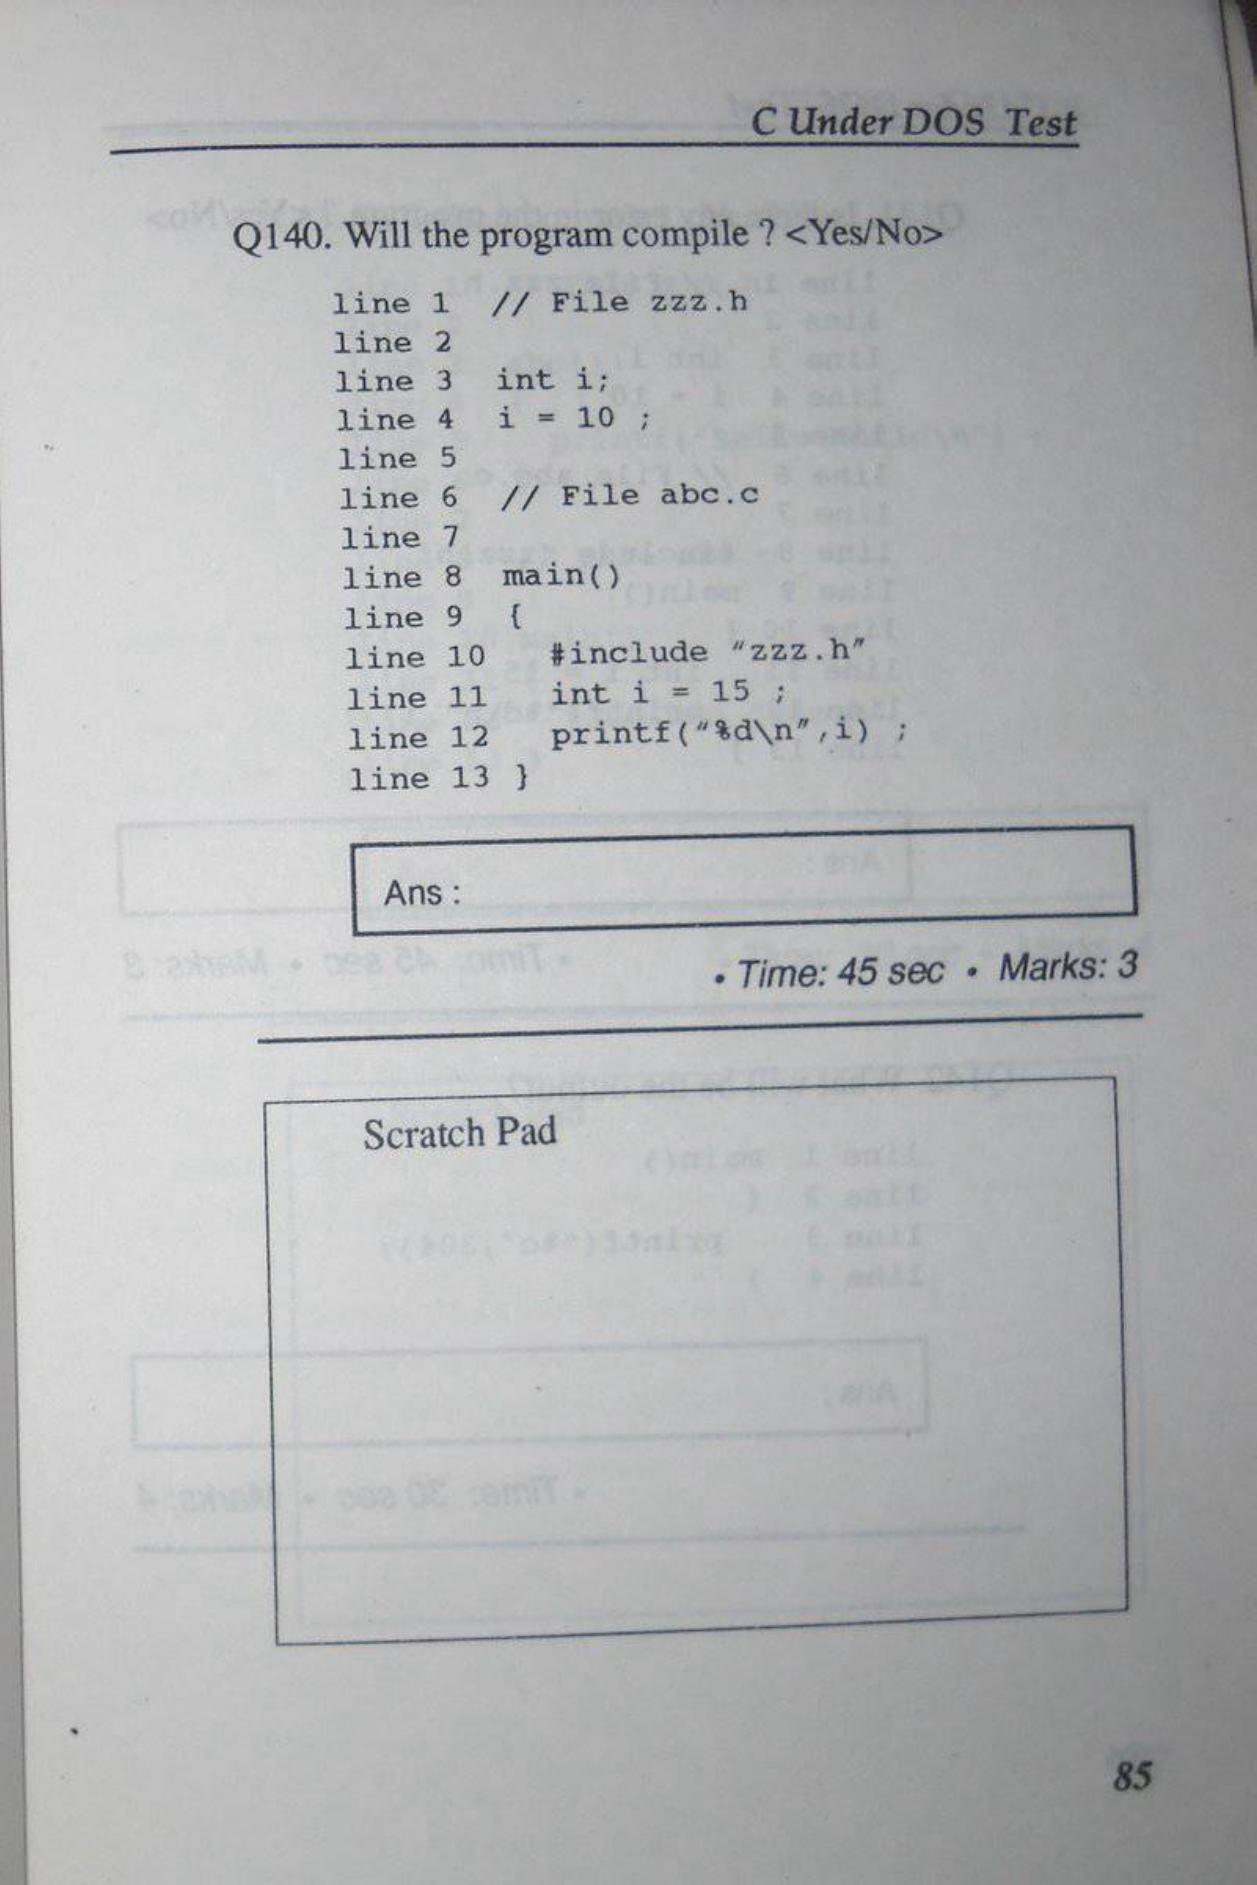 C Under DOS Test
Q140. Will the program compile ? <Yes/No>
line 1 // File zzz.h
line 2
line 3 int i;
line 4 i = 10 ;
line 5
line 6 // File abc.c
line 7
line 8 main()
line 9 {
line 10 #include “zzz.h”
line 11 int i = 15 ;
line 12 printf(“%d\n”,i) ;
line 13 }
Ans :
• Time: 45 sec • Marks: 3
Scratch Pad
85